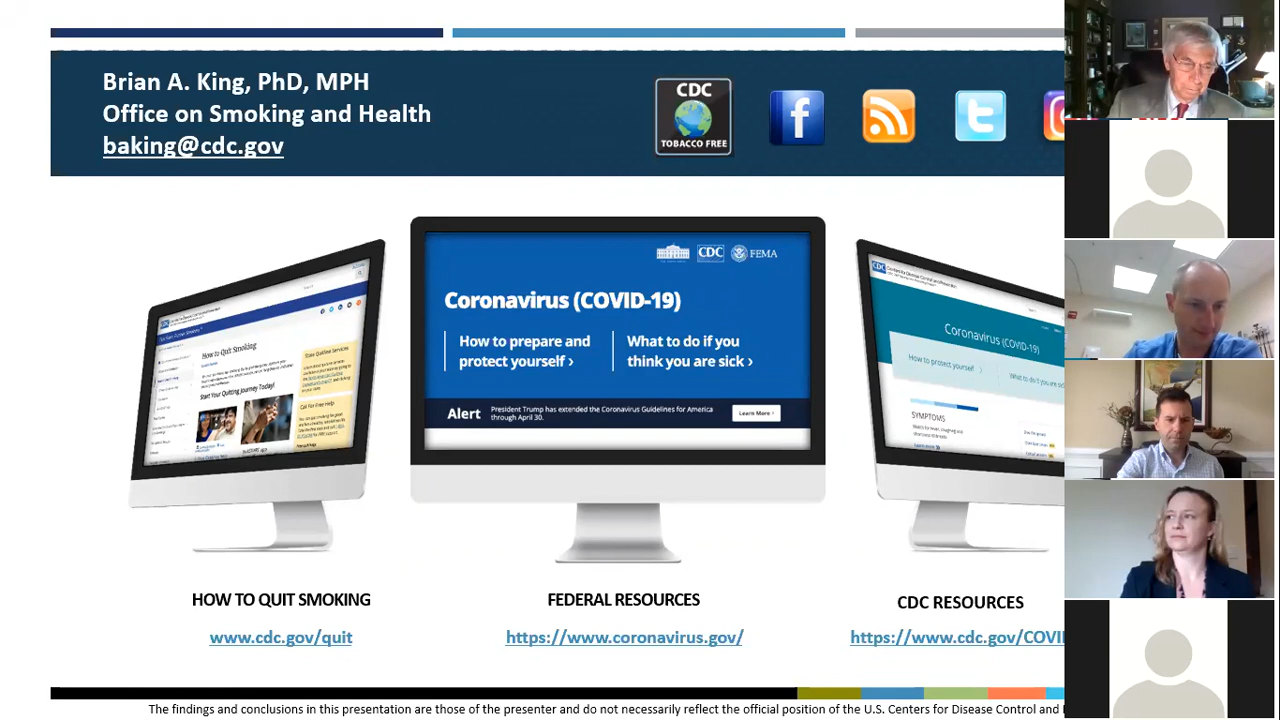 Brian A. King, PhD, MPH
Office on Smoking and Health
baking@cdc.gov
CDC
TOBACCO FREE
How to Quit Smoking
Start Your Quitting Journey Today!
CDC
FEMA
Coronavirus (COVID-19)
How to prepare and
protect yourself ›
What to do if you
think you are sick ›
Alert
President Trump has extended the Coronavirus Guidelines for America
through April 30.
Learn More ›
CDC
Coronavirus (COVID-19)
How to protect yourself
SYMPTOMS
HOW TO QUIT SMOKING
FEDERAL RESOURCES
CDC RESOURCES
www.cdc.gov/quit
https://www.coronavirus.gov/
https://www.cdc.gov/COVI
The findings and conclusions in this presentation are those of the presenter and do not necessarily reflect the official position of the U.S. Centers for Disease Control and